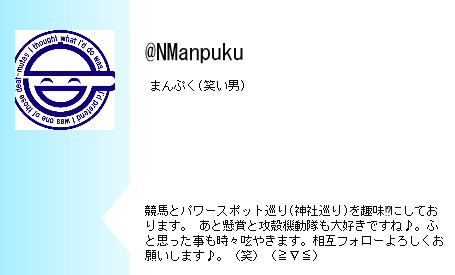 I thought what I'd do was I'd pretend I was one of those deaf-mutes
@NManpuku
まんぷく(笑い男)
競馬とパワースポット巡り(神社巡り)を趣味にしてお
ります。 あと懸賞と攻殻機動隊も大好きですね♪。ふ
と思った事も時々呟やきます。相互フォローよろしくお
願いします♪。(笑) (≧∇≦)